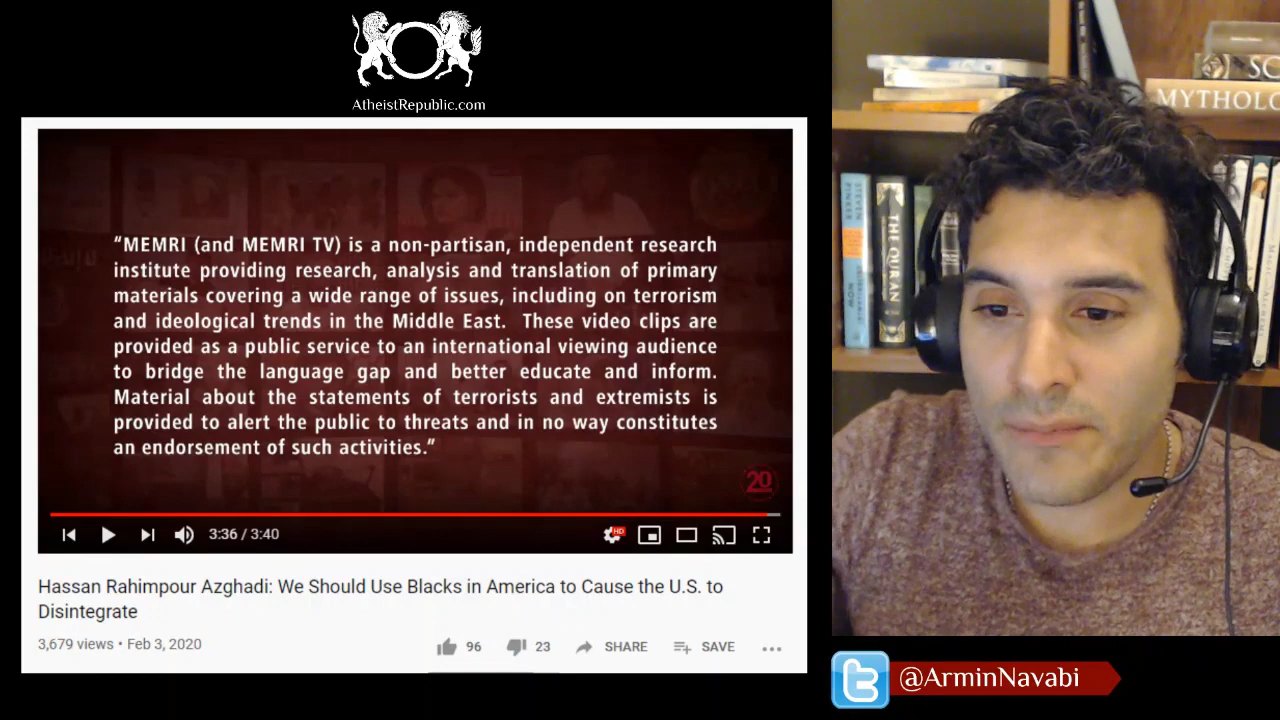 AtheistRepublic.com
"MEMRI (and MEMRI TV) is a non-partisan, independent research
institute providing research, analysis and translation of primary
materials covering a wide range of issues, including on terrorism
and ideological trends in the Middle East. These video clips are
provided as a public service to an international viewing audience
to bridge the language gap and better educate and inform.
Material about the statements of terrorists and extremists is
provided to alert the public to threats and in no way constitutes
an endorsement of such activities."
20
3:36 / 3:40
HD
Hassan Rahimpour Azghadi: We Should Use Blacks in America to Cause the U.S. to
Disintegrate
3,679 views • Feb 3, 2020
96
23
SHARE
SAVE
SC
MYTHOLO
STEVEN PINKER
NOW
THE QURAN
@ArminNavabi